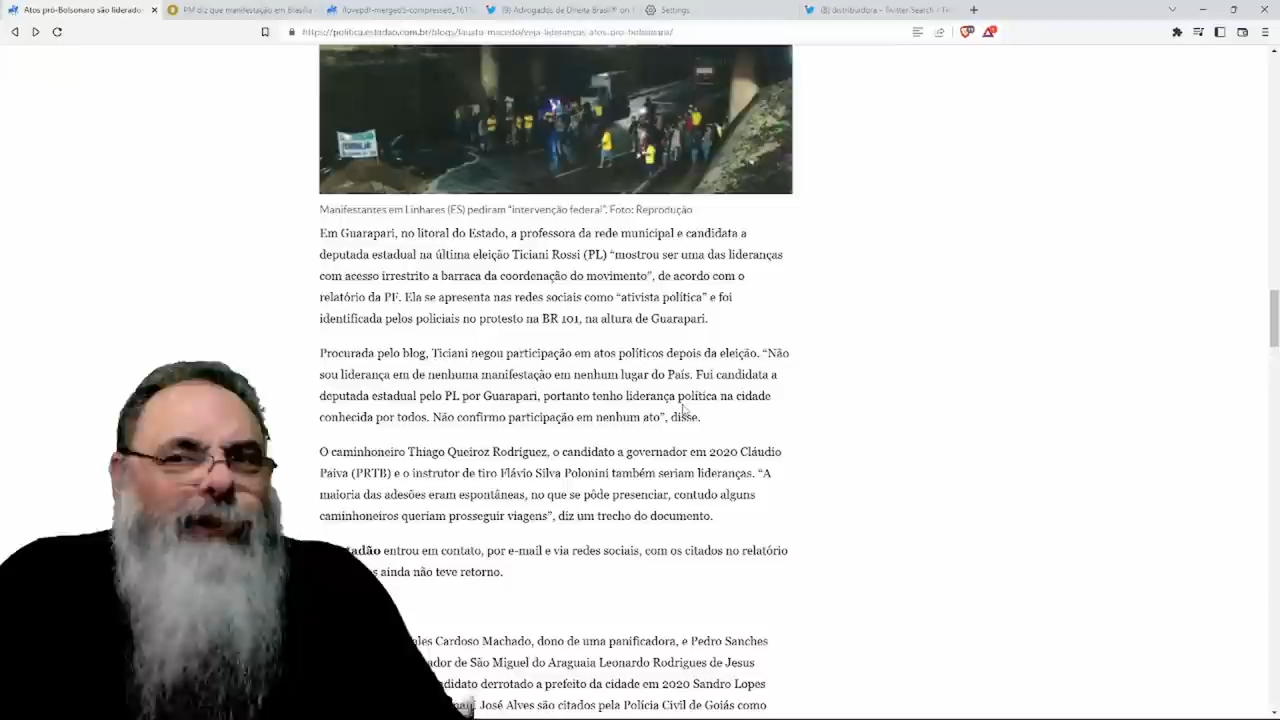 Atos pró-Bolsonaro são liderado
PM diz que manifestação em Brasília
ilovepdf-merged5-compressed_1611
(9) Advogados de Direita Brasil® on
Settings
(8) distribuidora - Twitter Search / Tw
https://politica.estadao.com.br/blogs/fausto-macedo/veja-liderancas-atos-pro-bolsonaro/
Manifestantes em Linhares (ES) pediram “intervenção federal”. Foto: Reprodução
Em Guarapari, no litoral do Estado, a professora da rede municipal e candidata a
deputada estadual na última eleição Ticiani Rossi (PL) “mostrou ser uma das lideranças
com acesso irrestrito a barraca da coordenação do movimento”, de acordo com o
relatório da PF. Ela se apresenta nas redes sociais como “ativista política” e foi
identificada pelos policiais no protesto na BR 101, na altura de Guarapari.
Procurada pelo blog, Ticiani negou participação em atos políticos depois da eleição. “Não
sou liderança em de nenhuma manifestação em nenhum lugar do País. Fui candidata a
deputada estadual pelo PL por Guarapari, portanto tenho liderança política na cidade
conhecida por todos. Não confirmo participação em nenhum ato”, disse.
O caminhoneiro Thiago Queiroz Rodriguez, o candidato a governador em 2020 Cláudio
Paiva (PRTB) e o instrutor de tiro Flávio Silva Polonini também seriam lideranças. “A
maioria das adesões eram espontâneas, no que se pôde presenciar, contudo alguns
caminhoneiros queriam prosseguir viagens”, diz um trecho do documento.
tadão entrou em contato, por e-mail e via redes sociais, com os citados no relatório
s ainda não teve retorno.
ales Cardoso Machado, dono de uma panificadora, e Pedro Sanches
ador de São Miguel do Araguaia Leonardo Rodrigues de Jesus
didato derrotado a prefeito da cidade em 2020 Sandro Lopes
José Alves são citados pela Polícia Civil de Goiás como